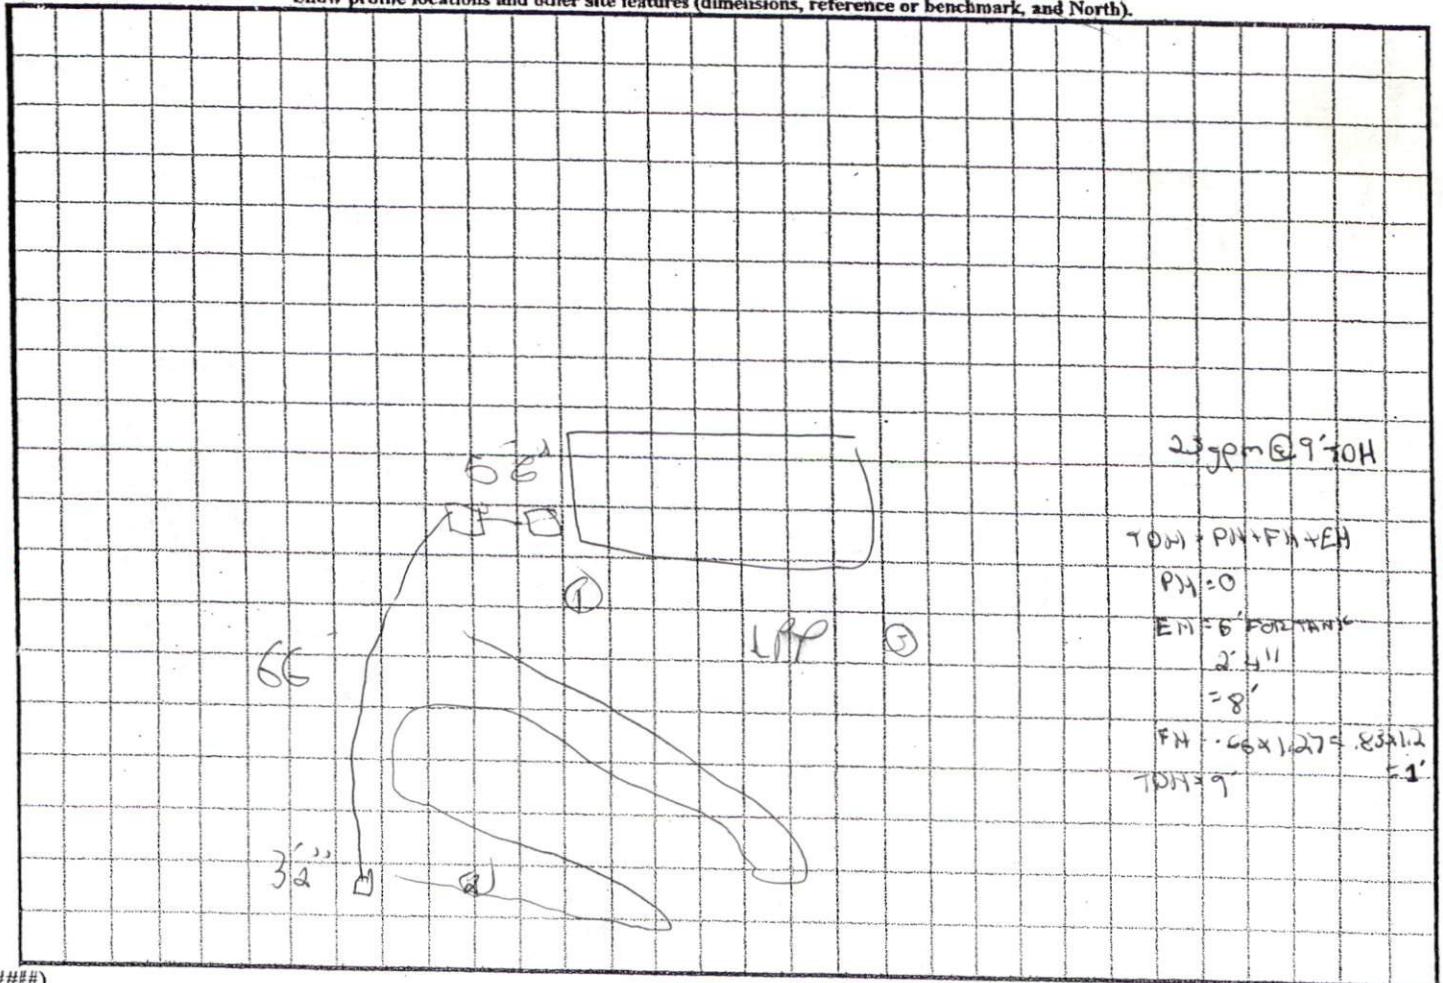 Show profile locations and other site features (dimensions, reference or benchmark, and North).
5'6"
①
66
LPP ③
3'2"
②
23gpm @ 9' TDH
TDH = PH + FH + EH
PH = 0
EH = 6' FOR TANK
2' 4"
= 8'
FH = .66 x 1.27 = .83 x 1.2
= 1'
TDH = 9'
####)